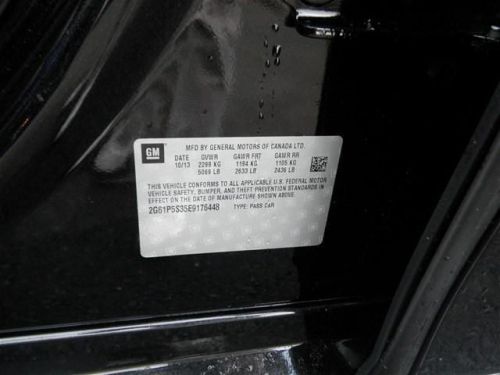 GM
MFD BY GENERAL MOTORS OF CANADA LTD.
DATE GVWR GAWR FRT GAWR RR
10/13 2299 KG 1194 KG 1105 KG
5069 LB 2633 LB 2436 LB
THIS VEHICLE CONFORMS TO ALL APPLICABLE U.S. FEDERAL MOTOR
VEHICLE SAFETY, BUMPER, AND THEFT PREVENTION STANDARDS IN
EFFECT ON THE DATE OF MANUFACTURE SHOWN ABOVE.
2G61P5S35E9176448 TYPE: PASS CAR